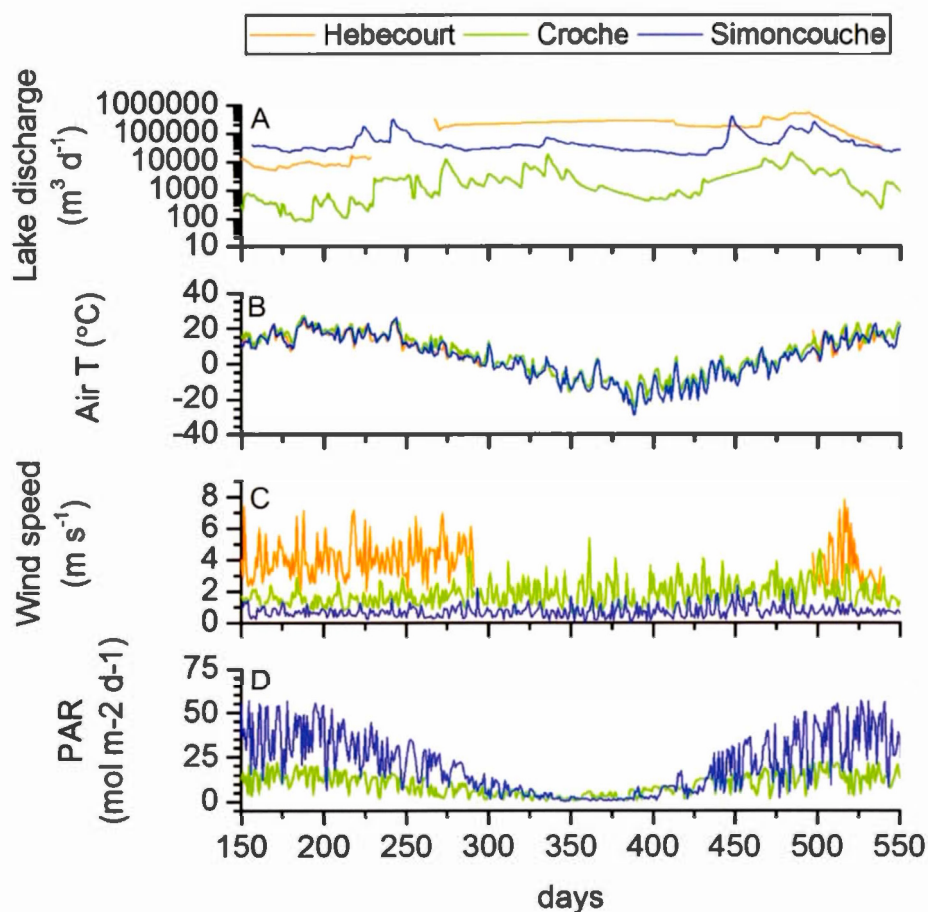 Hebecourt Croche Simoncouche
A
Lake discharge
(m³ d⁻¹)
1000000
100000
10000
1000
100
10
B
Air T (°C)
40
20
0
-20
-40
C
Wind speed
(m s⁻¹)
8
6
4
2
0
D
PAR
(mol m-2 d-1)
75
50
25
0
150 200 250 300 350 400 450 500 550
days